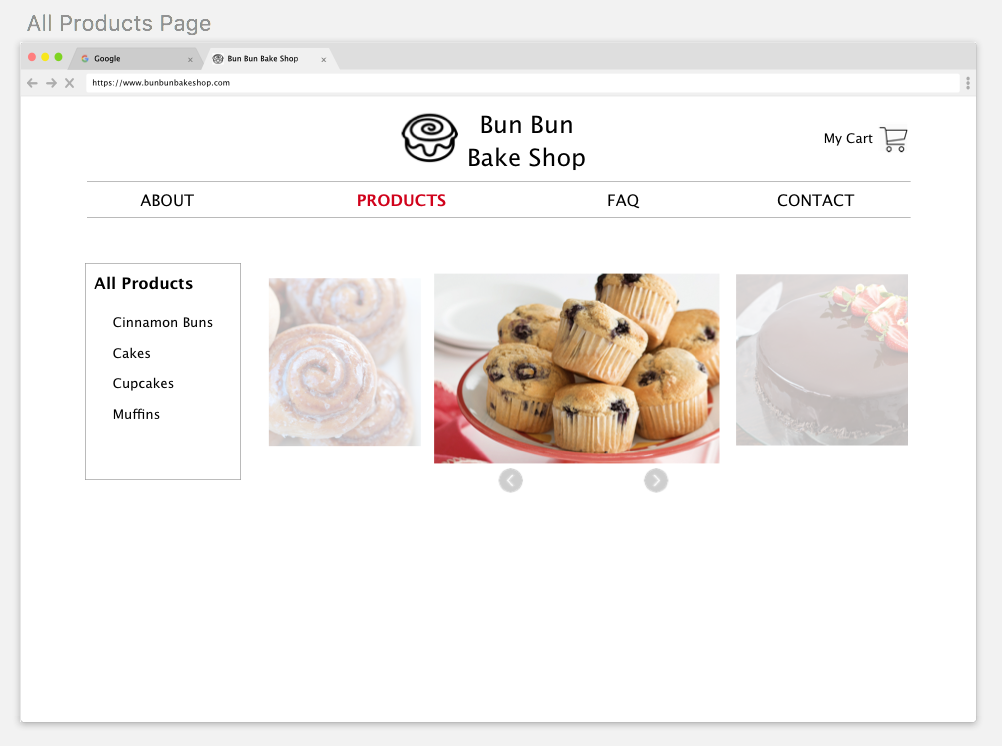 All Products Page
Google
Bun Bun Bake Shop
https://www.bunbunbakeshop.com
Bun Bun
Bake Shop
My Cart
ABOUT
PRODUCTS
FAQ
CONTACT
All Products
Cinnamon Buns
Cakes
Cupcakes
Muffins